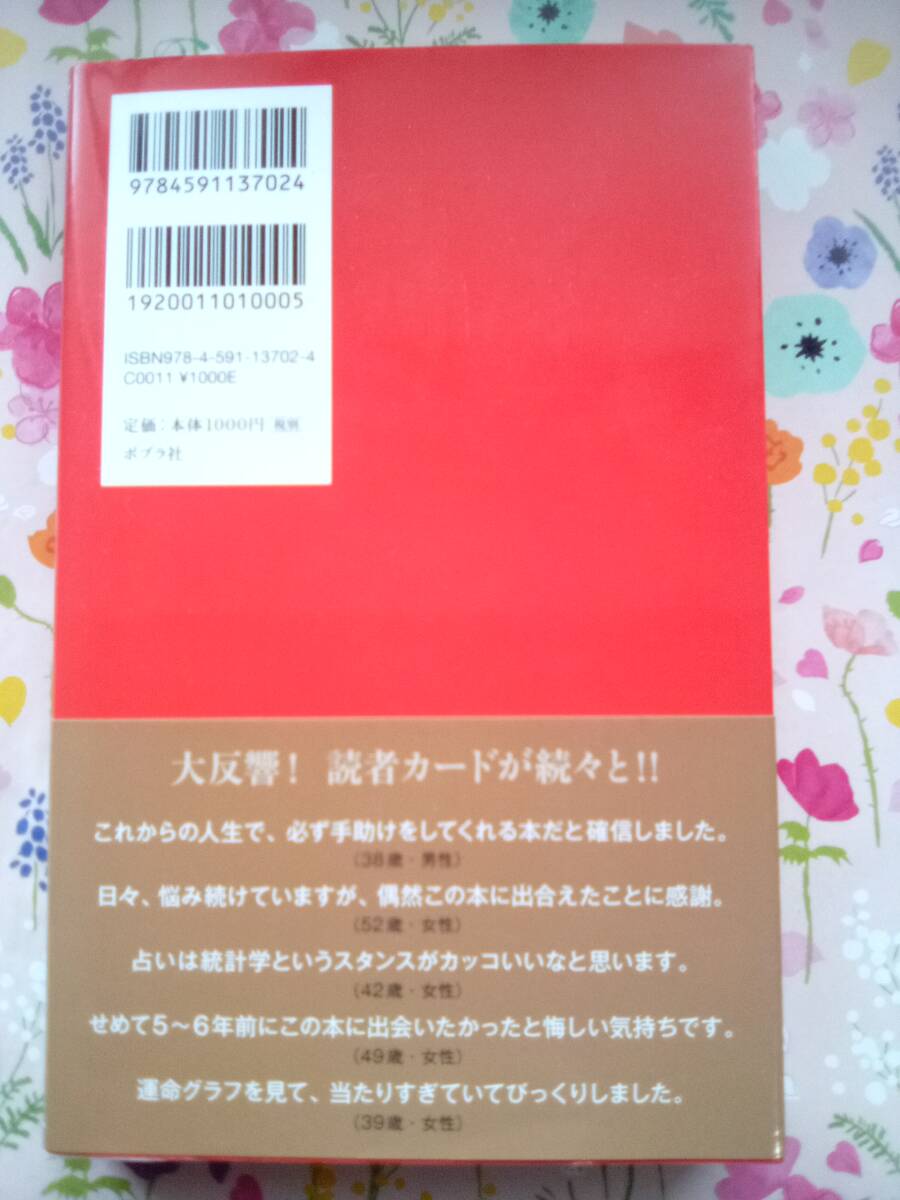 9784591137024
1920011010005
ISBN978-4-591-13702-4
C0011 ¥1000E
定価：本体1000円 税別
ポプラ社
大反響！ 読者カードが続々と!!
これからの人生で、必ず手助けをしてくれる本だと確信しました。
（38歳・男性）
日々、悩み続けていますが、偶然この本に出合えたことに感謝。
（52歳・女性）
占いは統計学というスタンスがカッコいいなと思います。
（42歳・女性）
せめて5〜6年前にこの本に出会いたかったと悔しい気持ちです。
（49歳・女性）
運命グラフを見て、当たりすぎていてびっくりしました。
（39歳・女性）